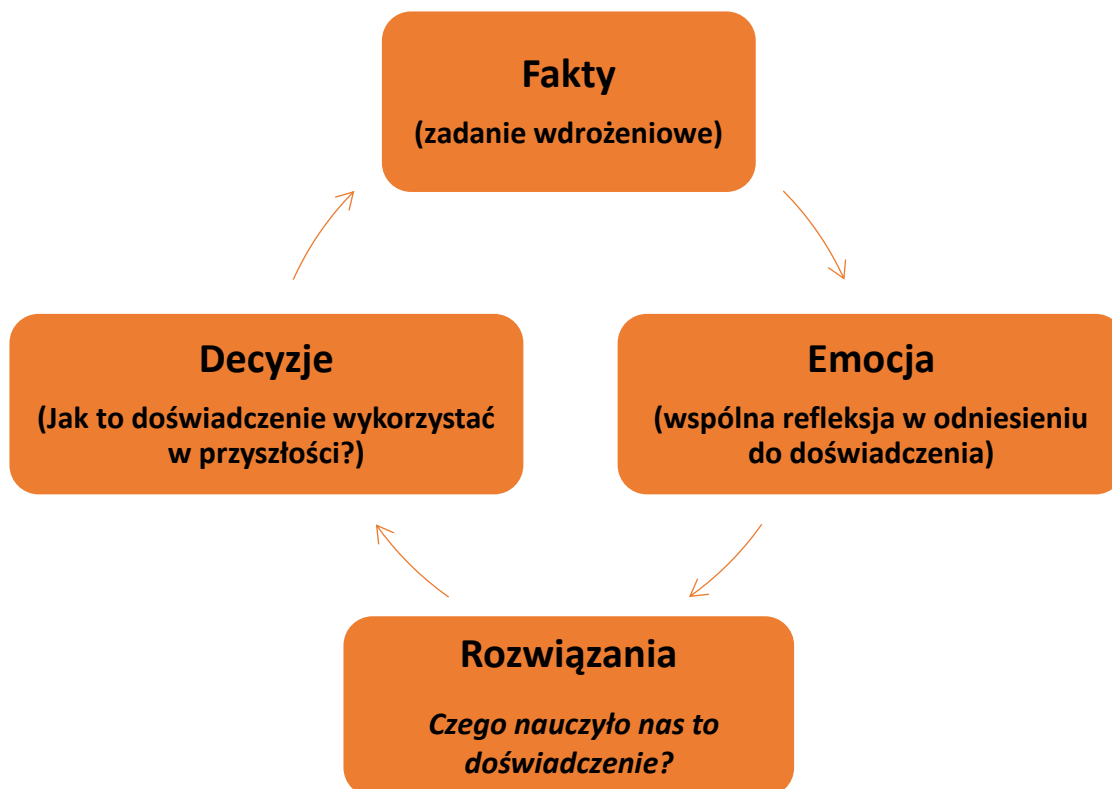 Fakty
(zadanie wdrożeniowe)
Emocja
(wspólna refleksja w odniesieniu
do doświadczenia)
Rozwiązania
Czego nauczyło nas to
doświadczenie?
Decyzje
(Jak to doświadczenie wykorzystać
w przyszłości?)